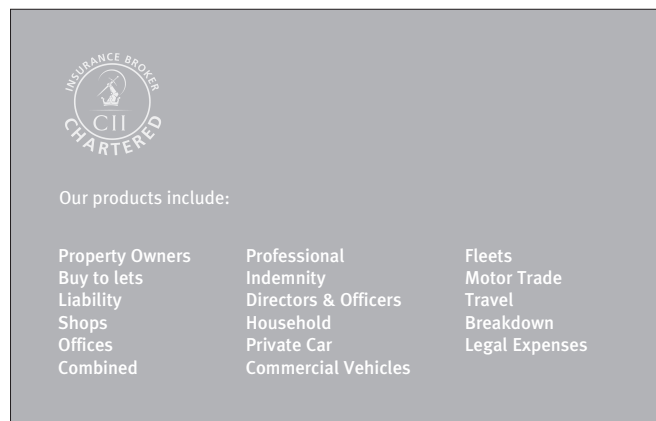 INSURANCE BROKER
CII
CHARTERED
Our products include:
Property Owners
Buy to lets
Liability
Shops
Offices
Combined
Professional
Indemnity
Directors & Officers
Household
Private Car
Commercial Vehicles
Fleets
Motor Trade
Travel
Breakdown
Legal Expenses